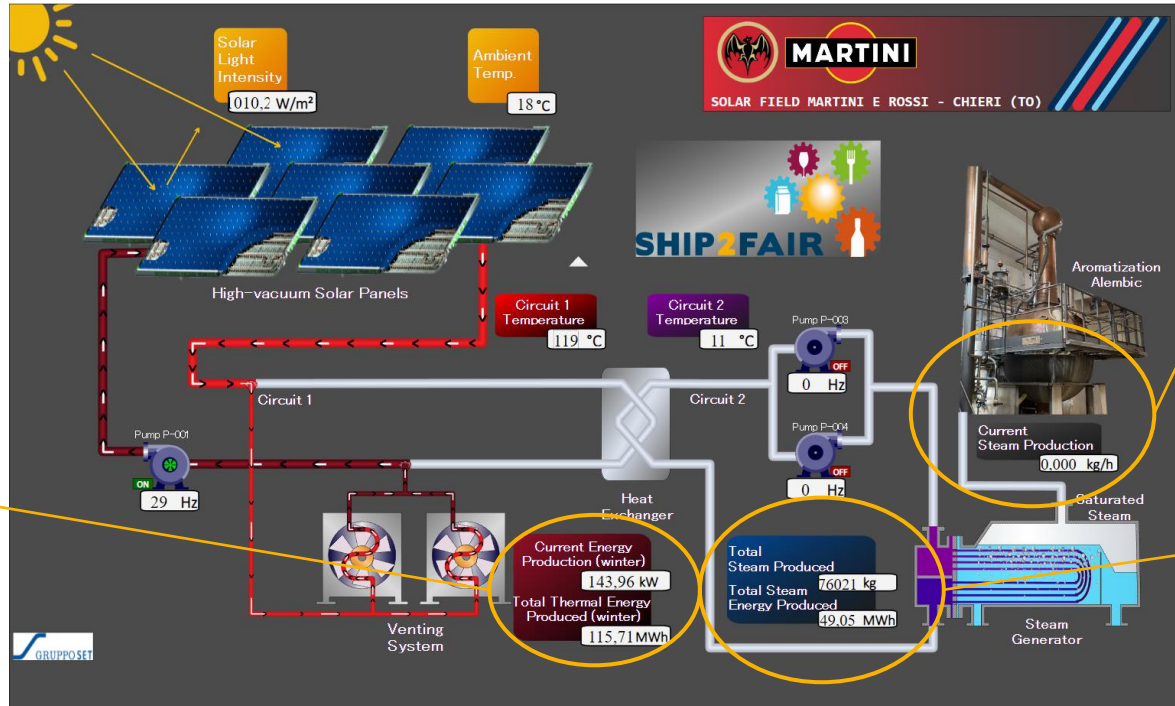 Solar
Light
Intensity
1010,2 W/m²
Ambient
Temp.
18 °C
MARTINI
SOLAR FIELD MARTINI E ROSSI - CHIERI (TO)
SHIP2FAIR
High-vacuum Solar Panels
Circuit 1
Temperature
119 °C
Circuit 2
Temperature
11 °C
Pump P-003
OFF
0 Hz
Aromatization
Alembic
Circuit 1
Circuit 2
Pump P-001
ON
29 Hz
Pump P-004
OFF
0 Hz
Current
Steam Production
0,000 kg/h
Heat
Exchanger
Saturated
Steam
Current Energy
Production (winter)
143,96 kW
Total Thermal Energy
Produced (winter)
115,71 MWh
Total
Steam Produced
76021 kg
Total Steam
Energy Produced
49,05 MWh
Venting
System
Steam
Generator
GRUPPO SET